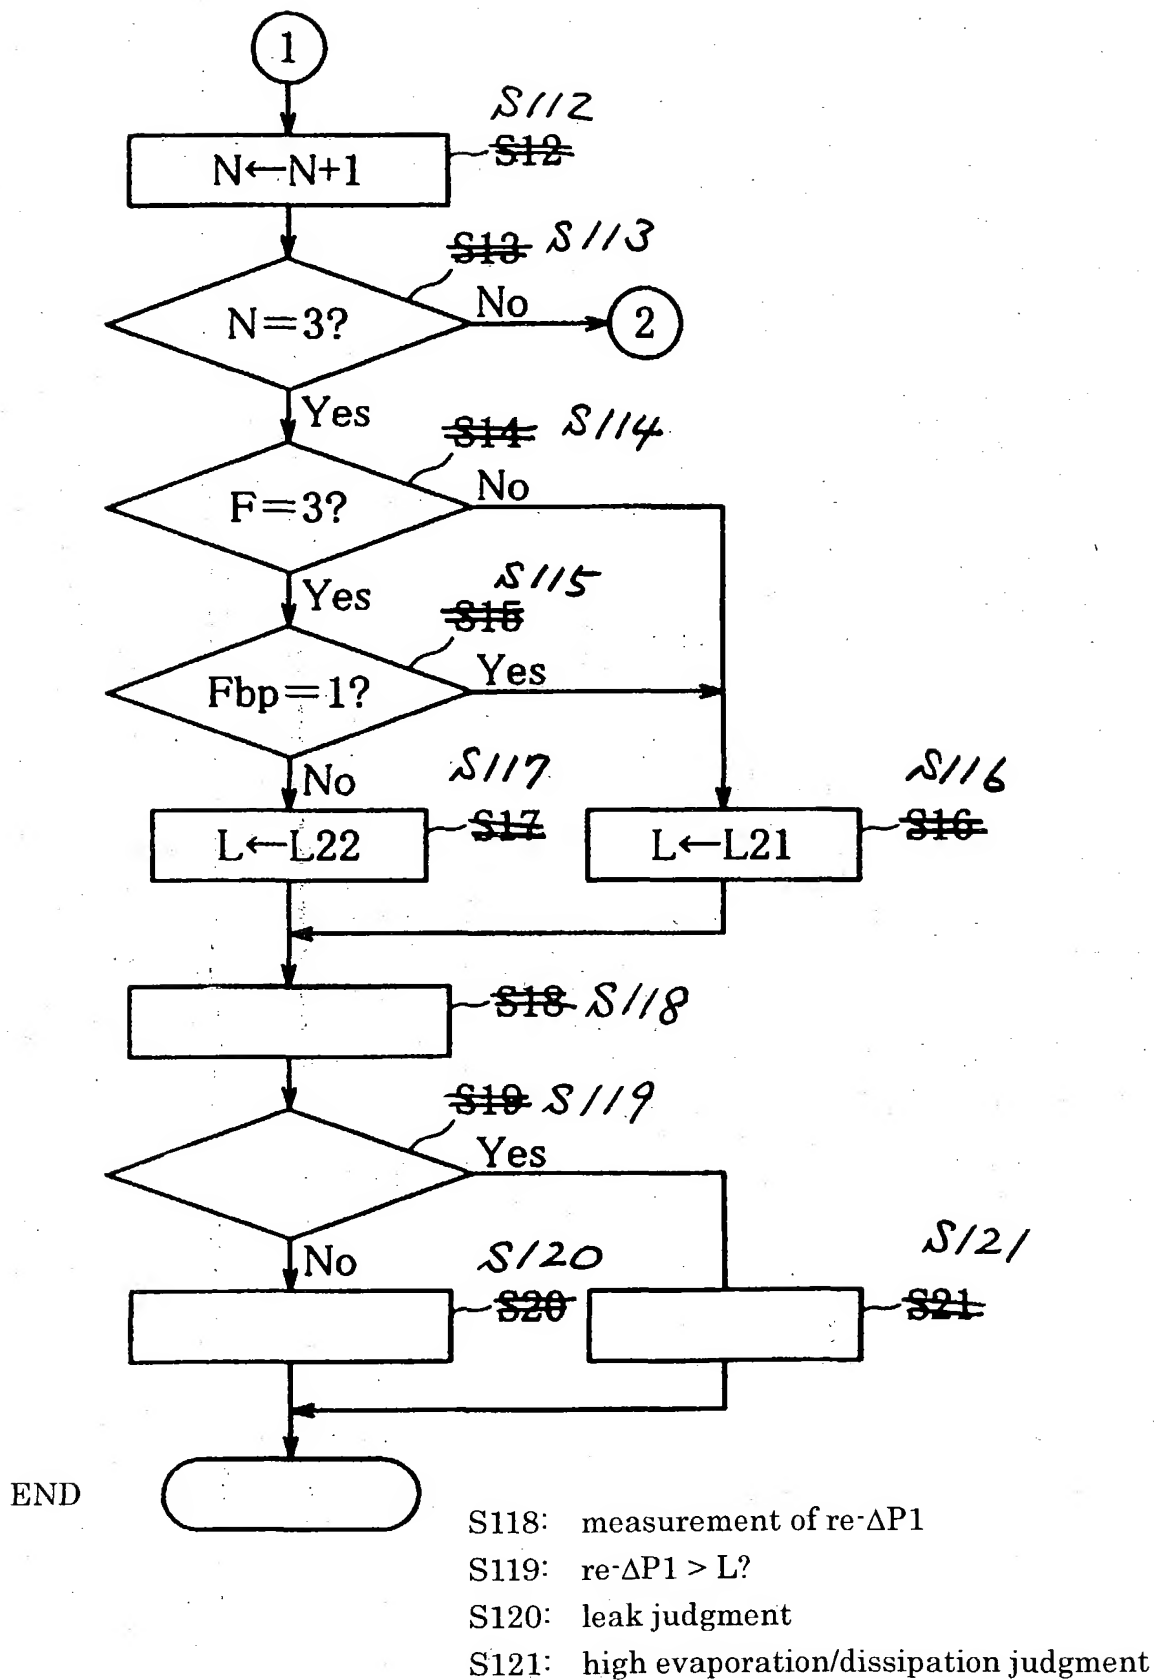 1
S112
S12
N←N+1
S13 S113
N=3?
No
2
Yes
S14 S114
F=3?
No
Yes
S115
S15
Fbp=1?
Yes
No
S117
S17
L←L22
S116
S16
L←L21
S18 S118
S19 S119
Yes
No
S120
S20
S121
S21
END
S118: measurement of re-ΔP1
S119: re-ΔP1 > L?
S120: leak judgment
S121: high evaporation/dissipation judgment